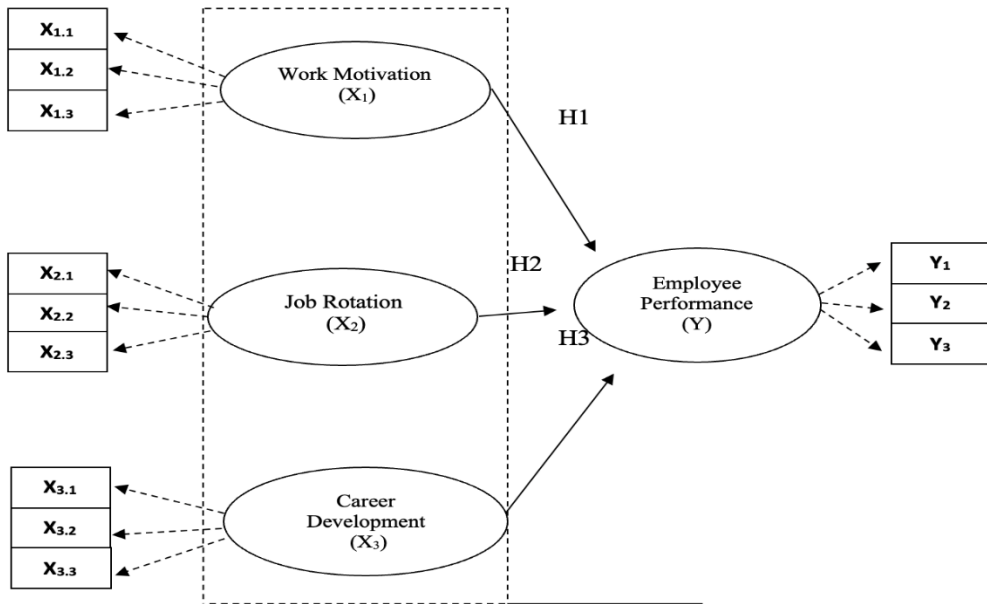 X1.1
X1.2
X1.3
Work Motivation
(X1)
H1
X2.1
X2.2
X2.3
Job Rotation
(X2)
H2
H3
Employee
Performance
(Y)
Y1
Y2
Y3
X3.1
X3.2
X3.3
Career
Development
(X3)